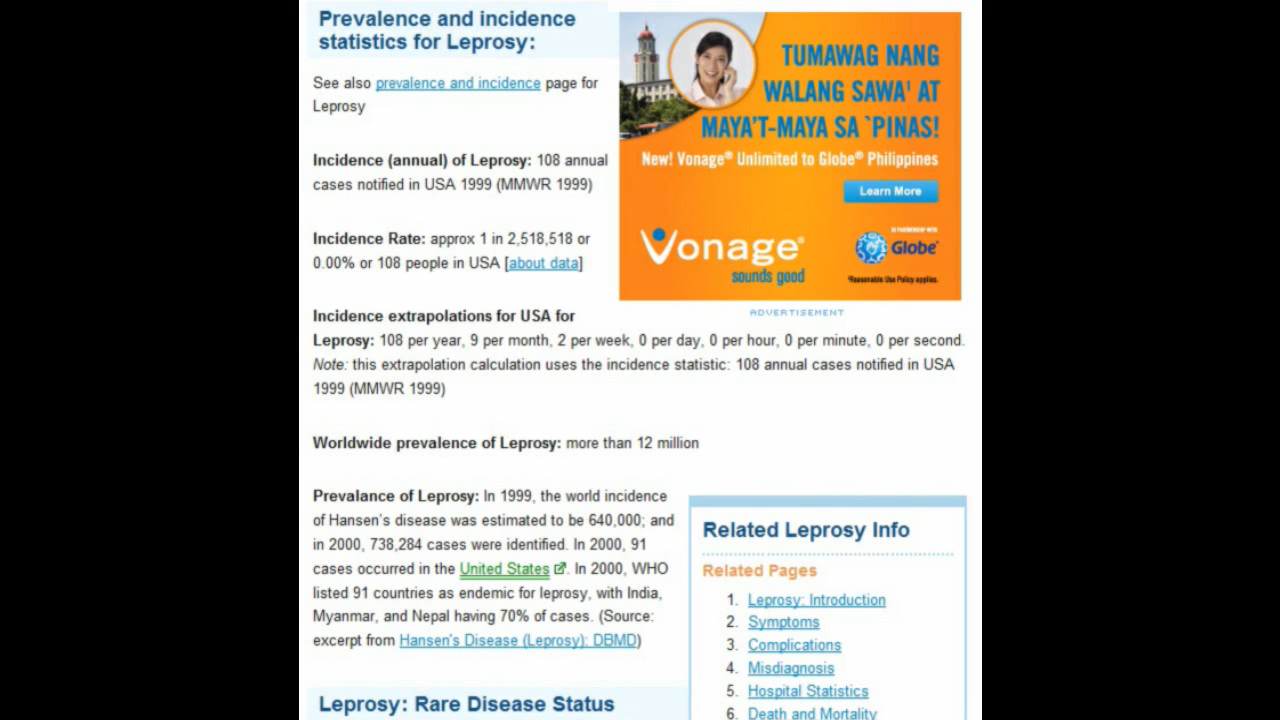 Prevalence and incidence
statistics for Leprosy:
See also prevalence and incidence page for
Leprosy
Incidence (annual) of Leprosy: 108 annual
cases notified in USA 1999 (MMWR 1999)
Incidence Rate: approx 1 in 2,518,518 or
0.00% or 108 people in USA [about data]
Incidence extrapolations for USA for
Leprosy: 108 per year, 9 per month, 2 per week, 0 per day, 0 per hour, 0 per minute, 0 per second.
Note: this extrapolation calculation uses the incidence statistic: 108 annual cases notified in USA
1999 (MMWR 1999)
Worldwide prevalence of Leprosy: more than 12 million
Prevalance of Leprosy: In 1999, the world incidence
of Hansen's disease was estimated to be 640,000; and
in 2000, 738,284 cases were identified. In 2000, 91
cases occurred in the United States. In 2000, WHO
listed 91 countries as endemic for leprosy, with India,
Myanmar, and Nepal having 70% of cases. (Source:
excerpt from Hansen's Disease (Leprosy): DBMD)
Leprosy: Rare Disease Status
TUMAWAG NANG
WALANG SAWA' AT
MAYA'T-MAYA SA `PINAS!
New! Vonage® Unlimited to Globe® Philippines
Learn More
Vonage®
sounds good
IN PARTNERSHIP WITH
Globe®
*Reasonable Use Policy applies.
ADVERTISEMENT
Related Leprosy Info
Related Pages
1. Leprosy: Introduction
2. Symptoms
3. Complications
4. Misdiagnosis
5. Hospital Statistics
6. Death and Mortality